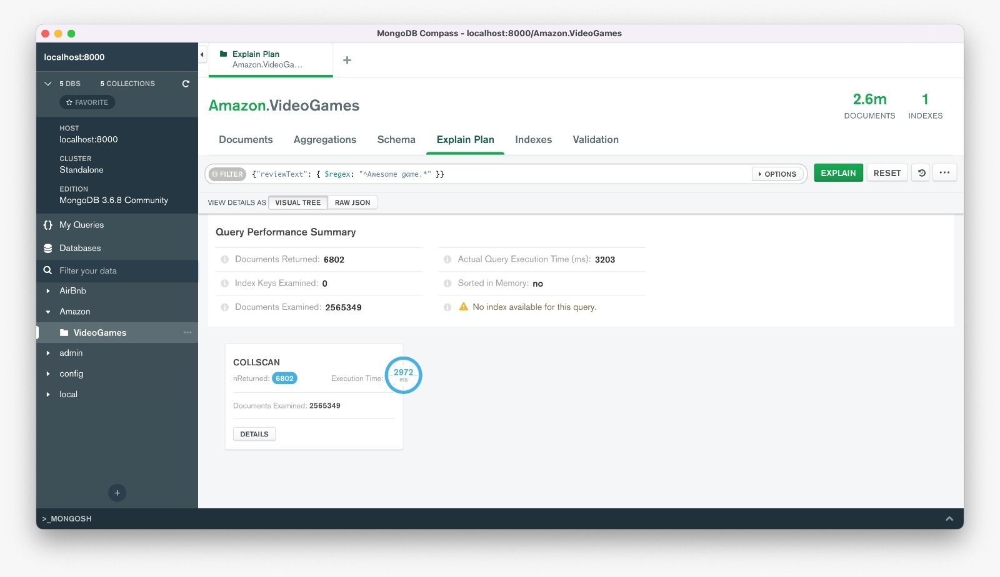 MongoDB Compass - localhost:8000/Amazon.VideoGames
localhost:8000
5 DBS 5 COLLECTIONS
FAVORITE
HOST
localhost:8000
CLUSTER
Standalone
EDITION
MongoDB 3.6.8 Community
{} My Queries
Databases
Filter your data
AirBnb
Amazon
VideoGames ...
admin
config
local
+
Explain Plan
Amazon.VideoGa...
+
Amazon.VideoGames
2.6m
DOCUMENTS
1
INDEXES
Documents Aggregations Schema Explain Plan Indexes Validation
FILTER {"reviewText": { $regex: "^Awesome game.*" }} OPTIONS EXPLAIN RESET ...
VIEW DETAILS AS VISUAL TREE RAW JSON
Query Performance Summary
Documents Returned: 6802
Index Keys Examined: 0
Documents Examined: 2565349
Actual Query Execution Time (ms): 3203
Sorted in Memory: no
No index available for this query.
COLLSCAN
nReturned: 6802 Execution Time: 2972 ms
Documents Examined: 2565349
DETAILS
>_MONGOSH